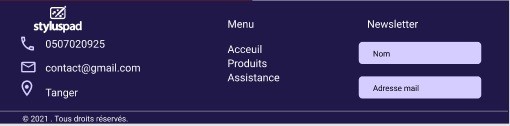 styluspad
0507020925
contact@gmail.com
Tanger
Menu
Acceuil
Produits
Assistance
Newsletter
Nom
Adresse mail
© 2021 . Tous droits réservés.